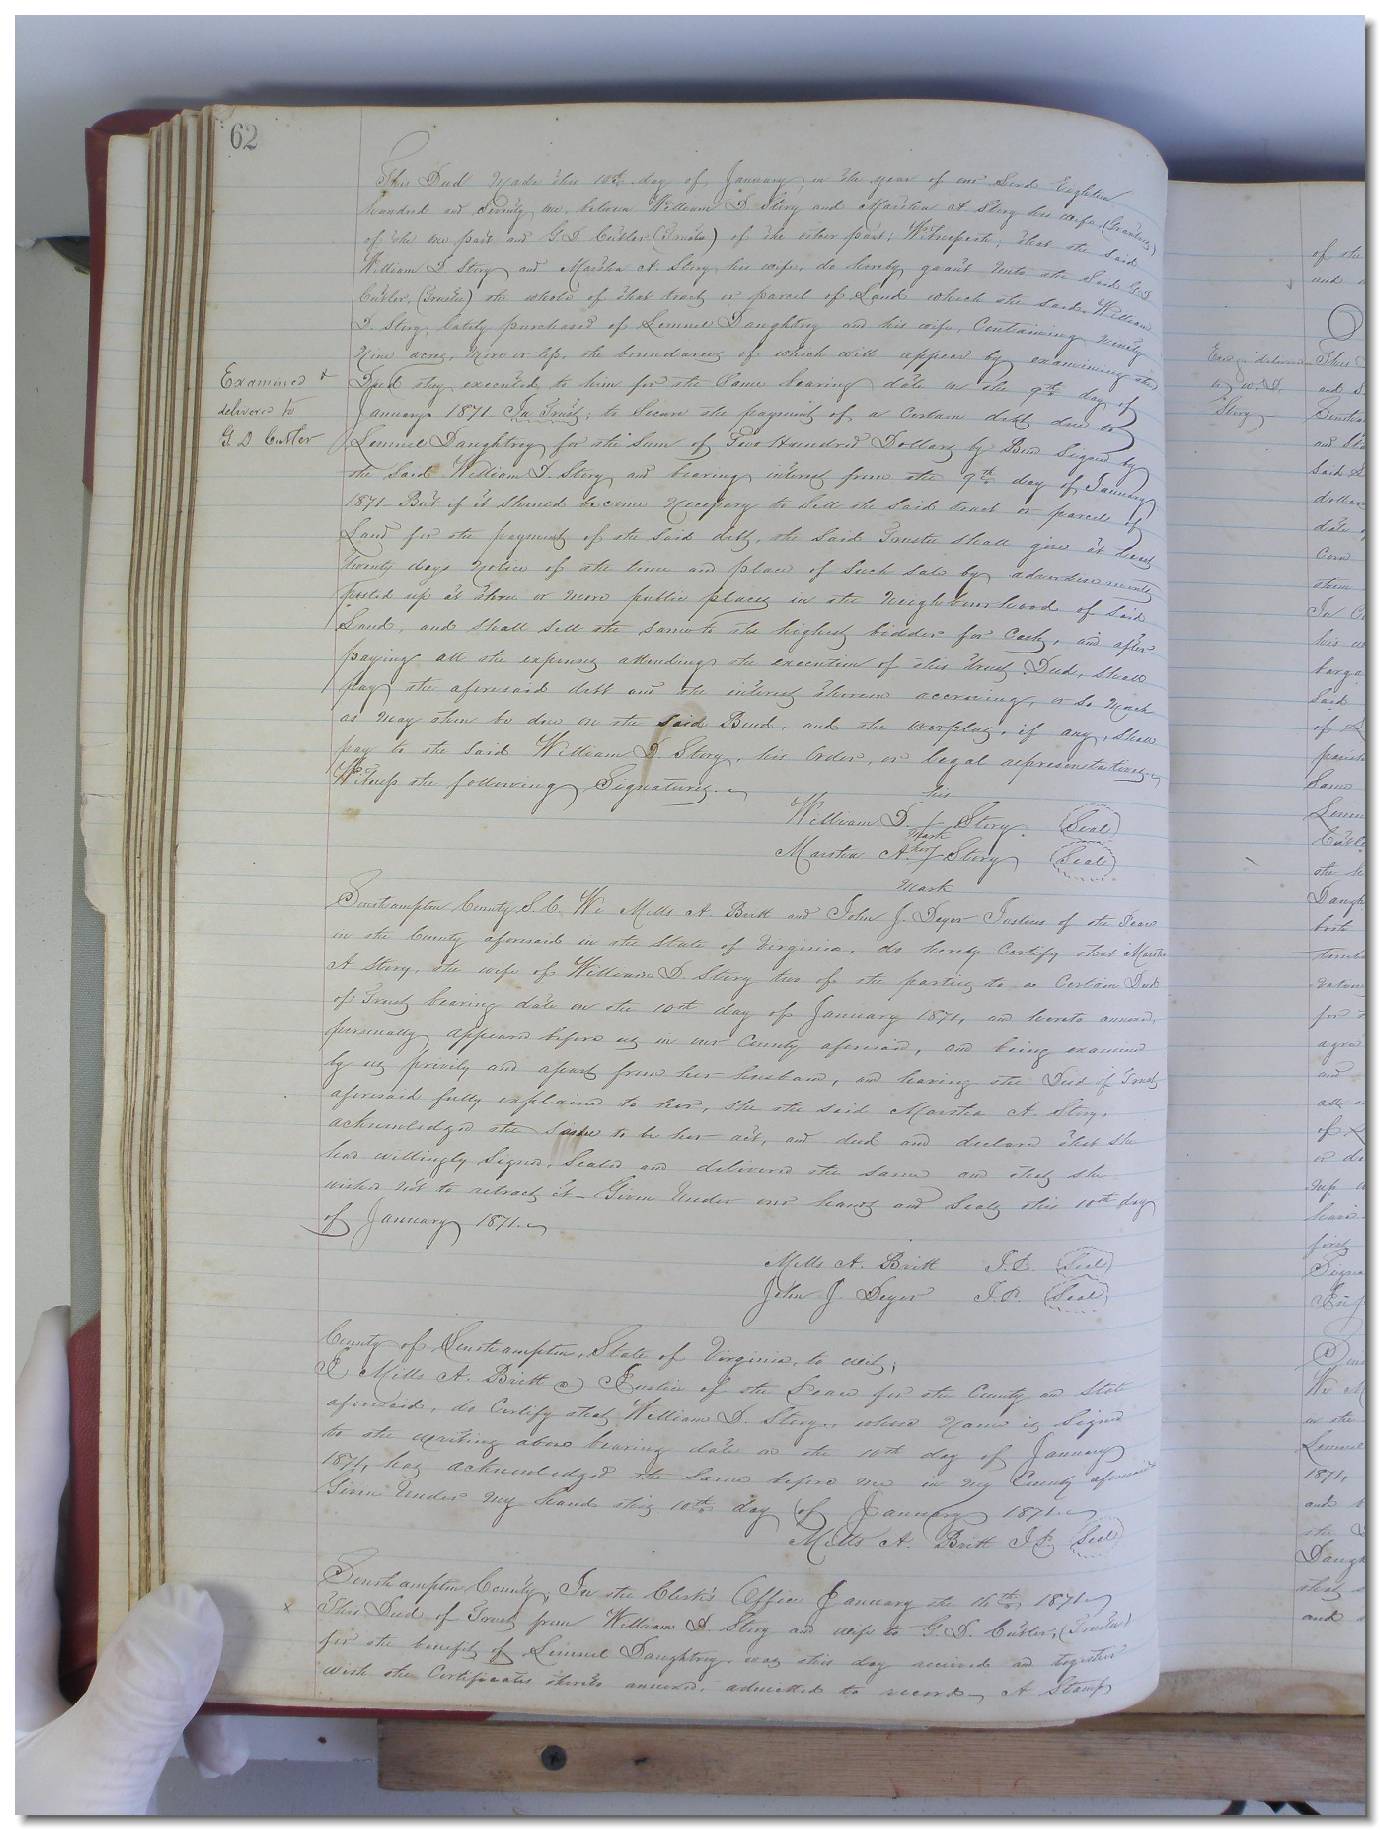 62
This Deed made this 10th day of January, in the year of our Lord Eighteen
hundred and Seventy one, between William D Story and Martha A Story his wife (Grantors)
of the one part and G D Cutler (Trustee) of the other part; Witnesseth, that the said
William D Story and Martha A. Story his wife, do hereby grant unto the said G. D
Cutler, (Trustee) the whole of that tract or parcel of Land which the said William
D. Story, lately purchased of Lemuel Daughtrey and his wife, Containing Ninety
Nine acres, more or less, the boundaries of which will appear by examining the
Examined &
Deed they executed to him for the same bearing date on the 9th day of
delivered to
January 1871 In Trust; to Secure the payment of a certain debt due to
G. D Cutler
Lemuel Daughtrey for the sum of Two Hundred Dollars by Bond Signed by
the said William D. Story and bearing interest from the 9th day of January
1871 But if it should become necessary to sell the said tract or parcel of
Land for the payment of the said debt, the said Trustee shall give at least
twenty days notice of the time and place of such sale by advertisements
posted up at three or more public places in the neighbourhood of said
Land, and shall sell the same to the highest bidder for Cash, and after
paying all the expenses attending the execution of this trust Deed, shall
pay the aforesaid debt and the interest thereon accruing, or so much
as may then be due on the said Bond, and the overplus, if any, shall
pay to the said William D. Story, his Order, or legal representatives
Witness the following Signatures.
his
William D. X Story (Seal)
mark
Martha A. her X Story (Seal)
mark
Southampton County S. C. We Mills A. Britt and John J. Deyer Justices of the Peace
in the County aforesaid in the State of Virginia, do hereby Certify that Martha
A Story, the wife of William D Story two of the parties to a Certain Deed
of Trust bearing date on the 10th day of January 1871, and hereto annexed,
personally appeared before us in our County aforesaid, and being examined
by us privily and apart from her husband, and having the Deed of Trust
aforesaid fully explained to her, she the said Martha A. Story,
acknowledged the same to be her act, and deed and declared that she
had willingly Signed, Sealed and delivered the same and that she
wished not to retract it - Given Under our hands and Seals this 10th day
of January 1871.
Mills A. Britt J.P. (Seal)
John J. Deyer J.P. (Seal)
County of Southampton, State of Virginia, to wit;
I Mills A. Britt a Justice of the Peace for the County and State
aforesaid, do Certify that William D. Story, whose Name is Signed
to the writing above bearing date on the 10th day of January
1871, has acknowledged the same before me in my County aforesaid
Given Under my hand this 10th day of January 1871.
Mills A. Britt J.P. (Seal)
Southampton County, In the Clerk's Office January the 16th 1871
x This Deed of Trust from William D. Story and wife to G. D. Cutler, (Trustee)
for the benefit of Lemuel Daughtrey was this day received and together
with the Certificates thereto annexed, admitted to record, A Stamp